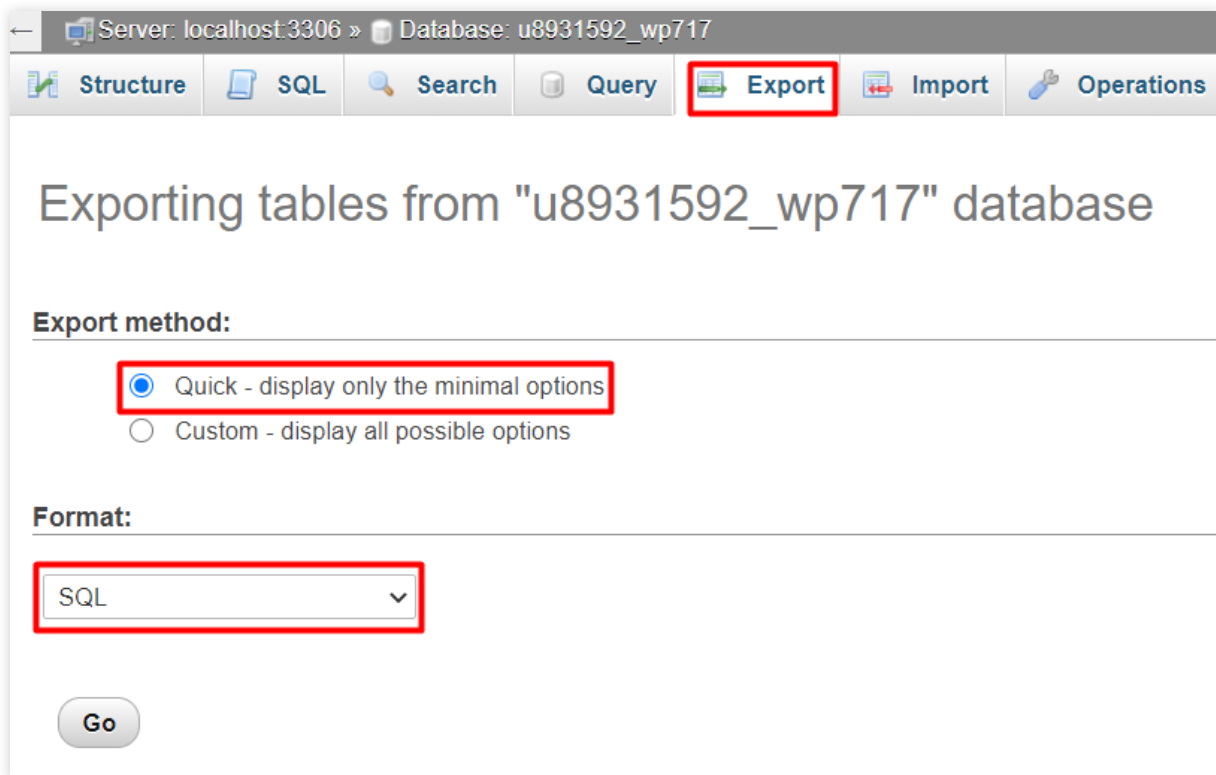 ← Server: localhost:3306 » Database: u8931592_wp717
Structure SQL Search Query Export Import Operations
Exporting tables from "u8931592_wp717" database
Export method:
Quick - display only the minimal options
Custom - display all possible options
Format:
SQL
Go